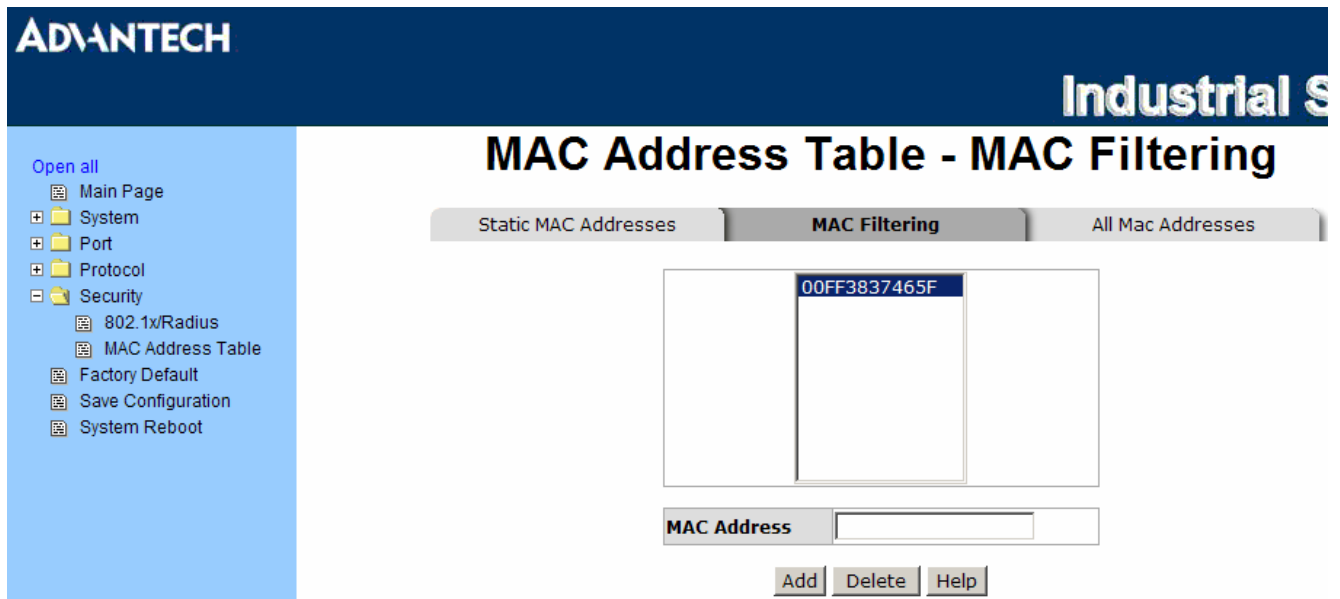 ADVANTECH
Industrial S
Open all
Main Page
System
Port
Protocol
Security
802.1x/Radius
MAC Address Table
Factory Default
Save Configuration
System Reboot
MAC Address Table - MAC Filtering
Static MAC Addresses MAC Filtering All Mac Addresses
00FF3837465F
MAC Address
Add Delete Help